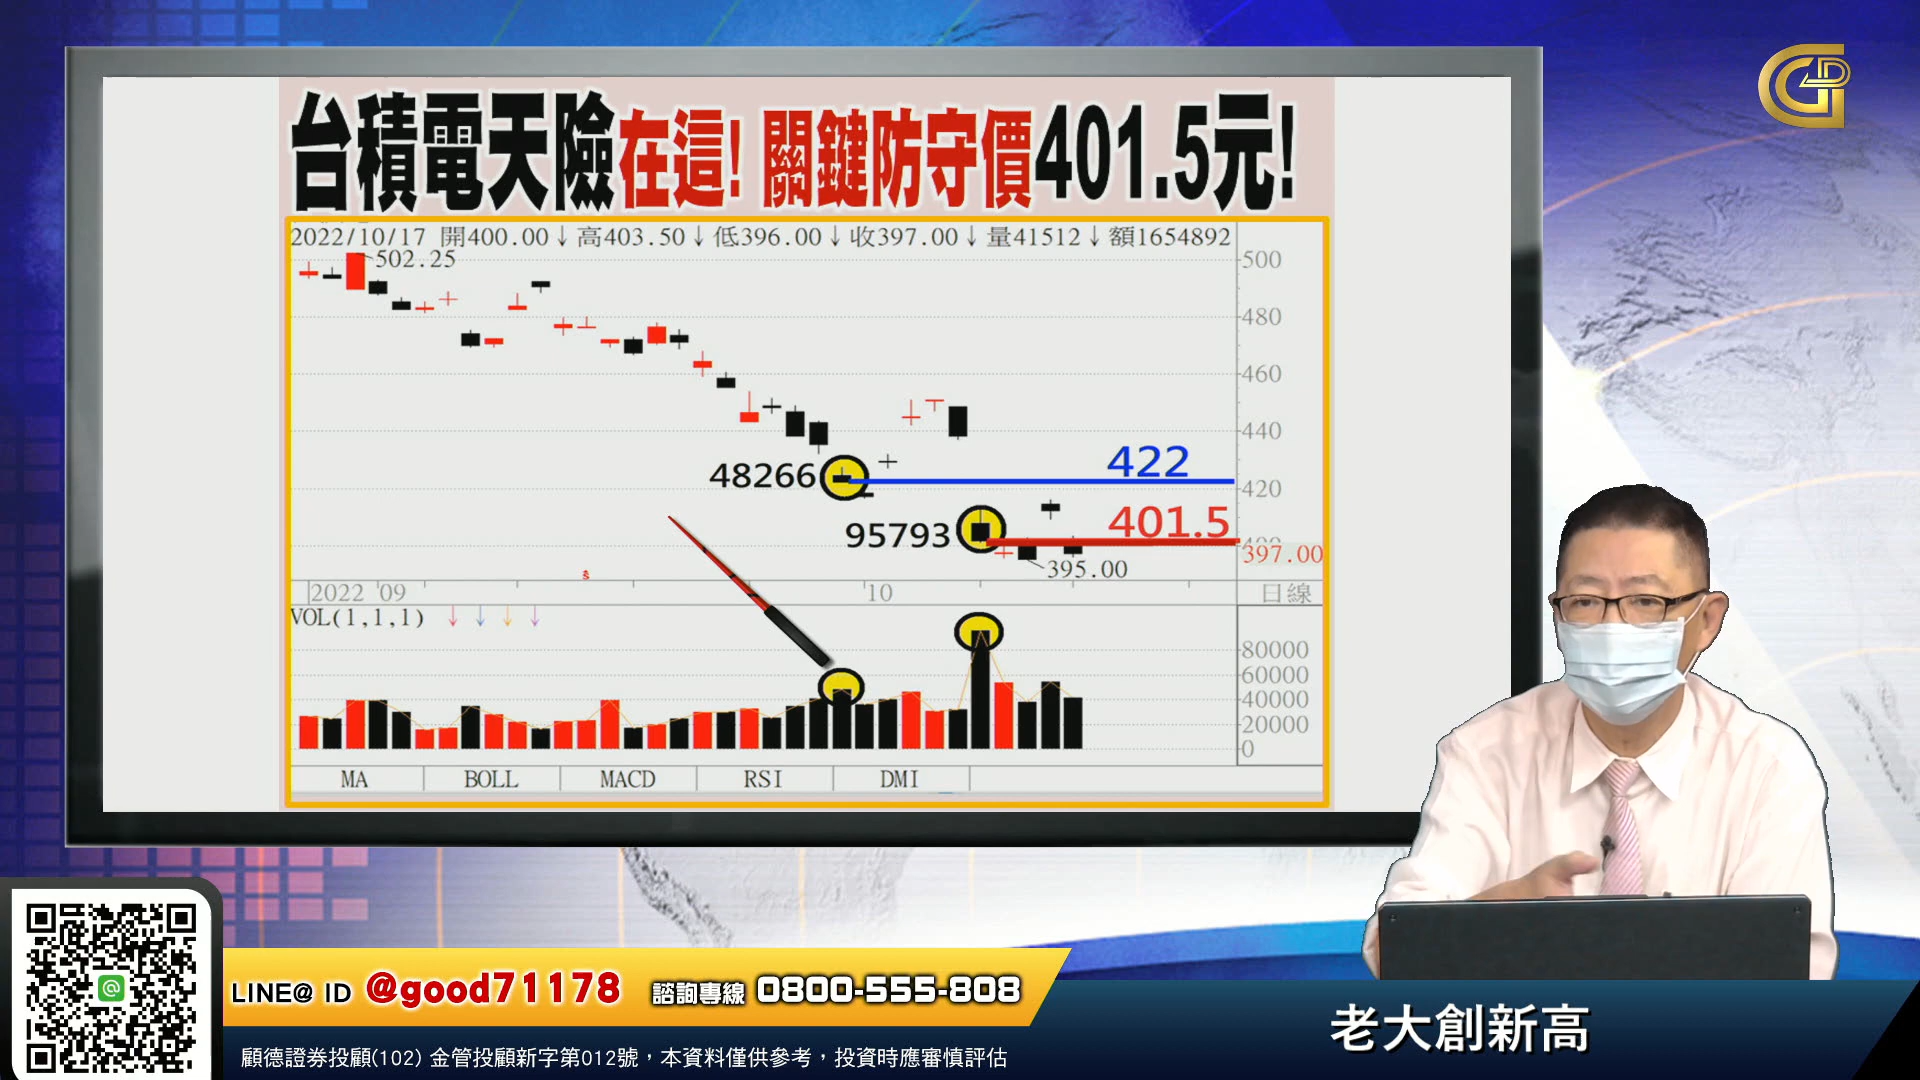 台積電天險在這! 關鍵防守價401.5元!
2022/10/17 開400.00↓高403.50↓低396.00↓收397.00↓量41512↓額1654892
502.25
500
480
460
440
422
48266
420
401.5
95793
400
397.00
395.00
2022 '09
10
日線
VOL(1,1,1) ↓ ↓ ↓ ↓
80000
60000
40000
20000
0
MA BOLL MACD RSI DMI
LINE@ ID @good71178 諮詢專線 0800-555-808
老大創新高
顧德證券投顧(102) 金管投顧新字第012號，本資料僅供參考，投資時應審慎評估